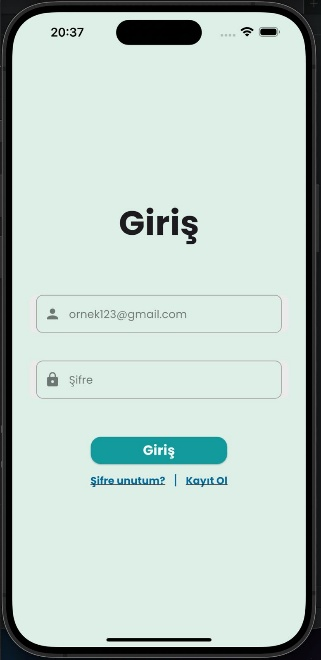 20:37
Giriş
ornek123@gmail.com
Şifre
Giriş
Şifre unutum? | Kayıt Ol